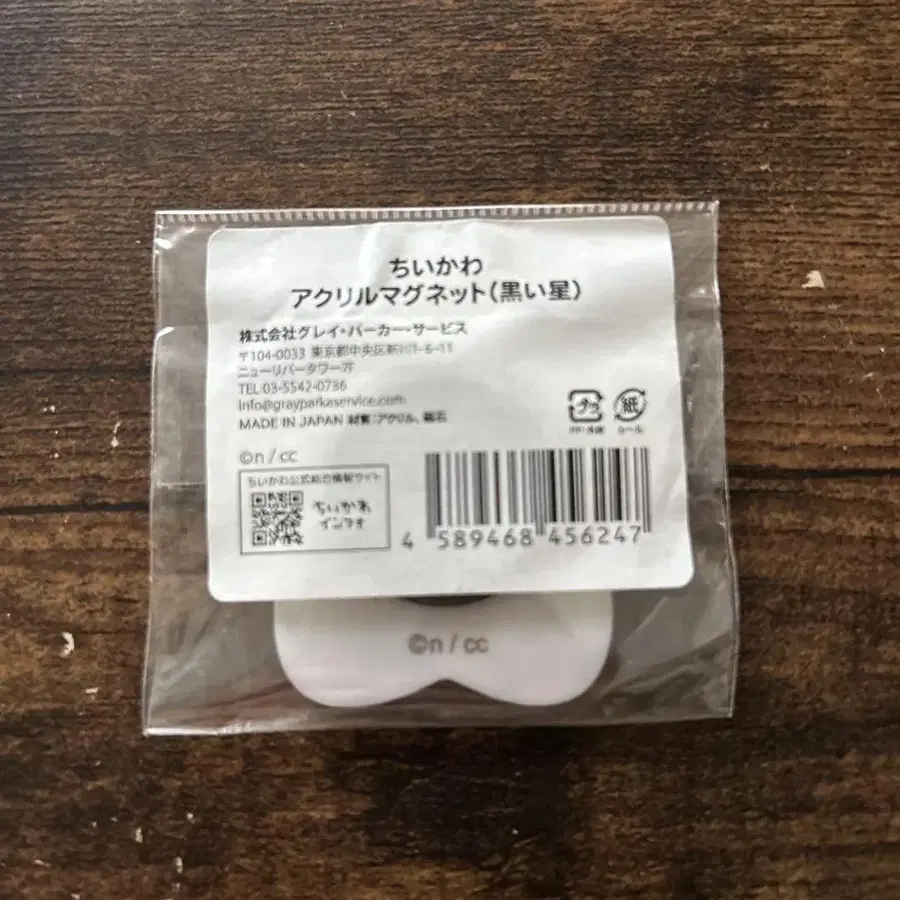 ちいかわ
アクリルマグネット(黒い星)
株式会社グレイ・パーカー・サービス
〒104-0033 東京都中央区新川1-6-11
ニューリバータワー7F
TEL 03-5542-0736
info@grayparkaservice.com
MADE IN JAPAN 材質:アクリル、磁石
プラ
紙
PP・外袋
シール
©n / cc
ちいかわ公式総合情報サイト
ちいかわ
インフォ
4 589468 456247
©n / cc